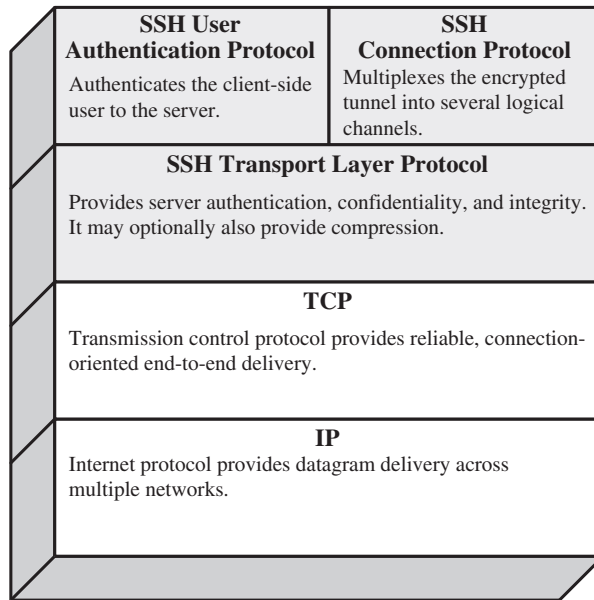 SSH User
Authentication Protocol
Authenticates the client-side
user to the server.
SSH
Connection Protocol
Multiplexes the encrypted
tunnel into several logical
channels.
SSH Transport Layer Protocol
Provides server authentication, confidentiality, and integrity.
It may optionally also provide compression.
TCP
Transmission control protocol provides reliable, connection-
oriented end-to-end delivery.
IP
Internet protocol provides datagram delivery across
multiple networks.